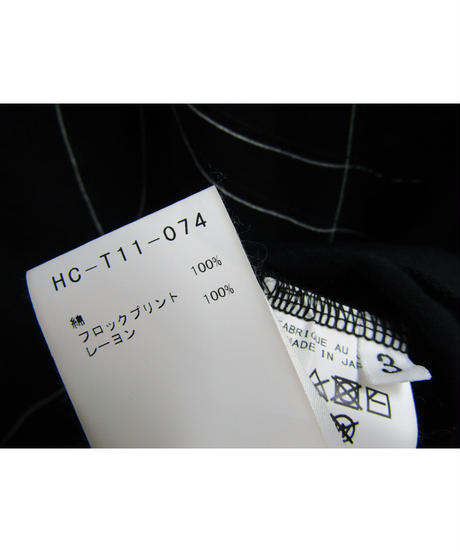 HC-T11-074
綿 100%
フロックプリント
レーヨン 100%
FABRIQUE AU
MADE IN JAP
3